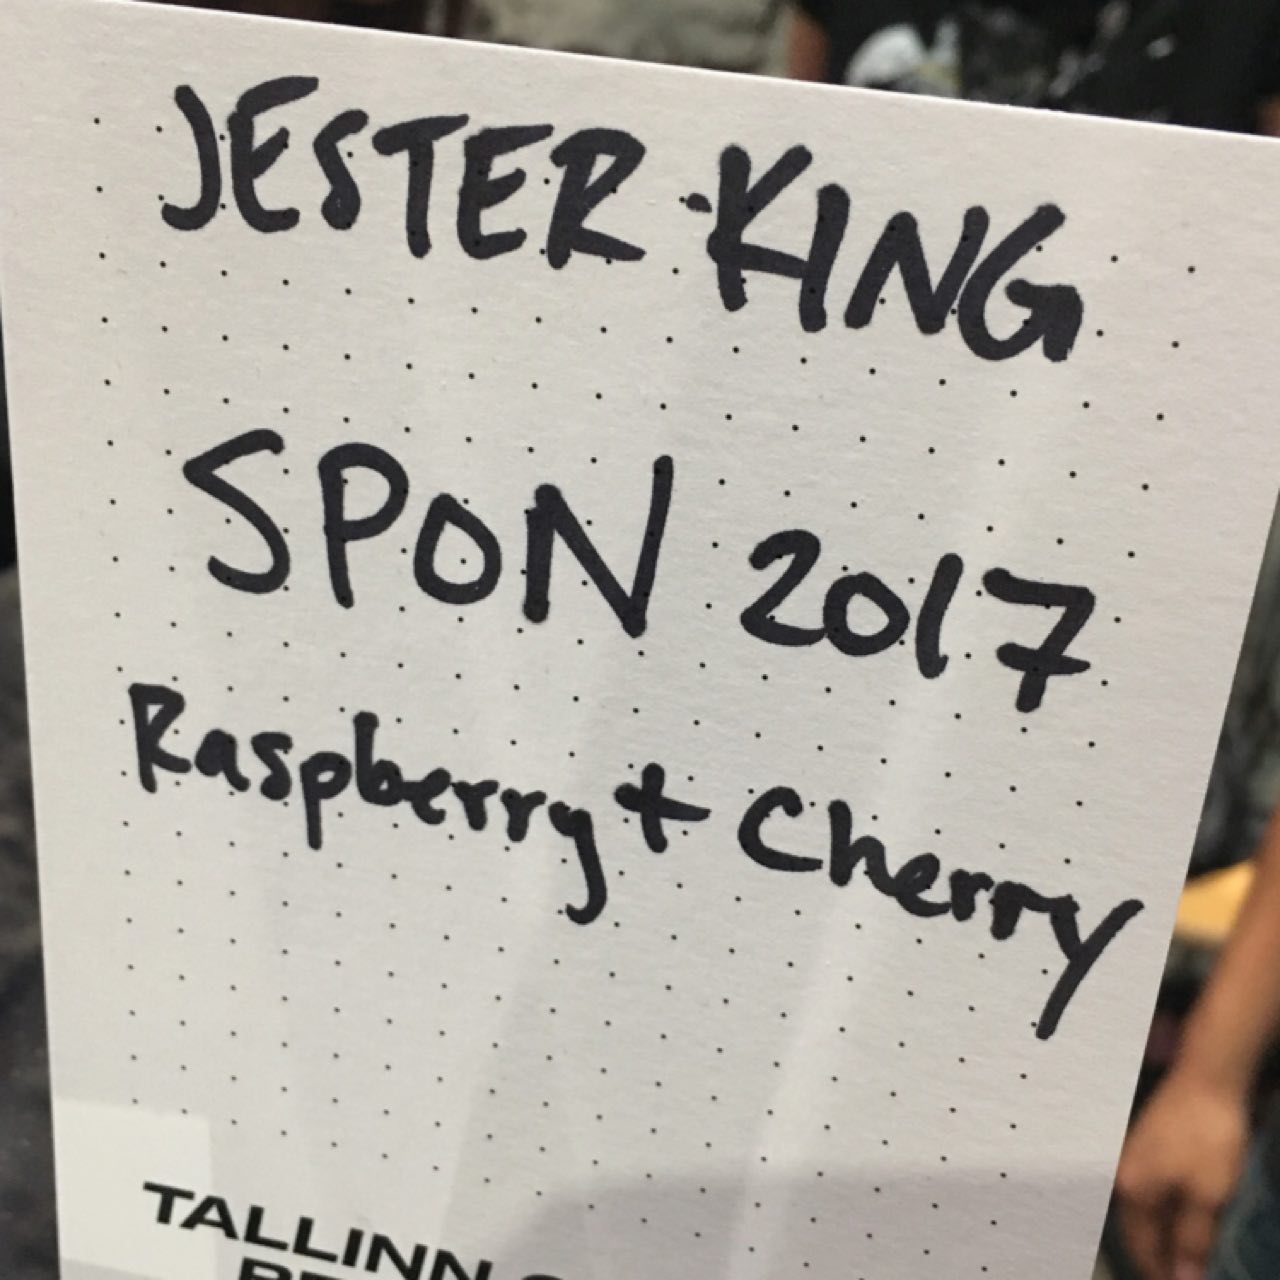 JESTER KING
SPON 2017
Raspberry + Cherry
TALLINN